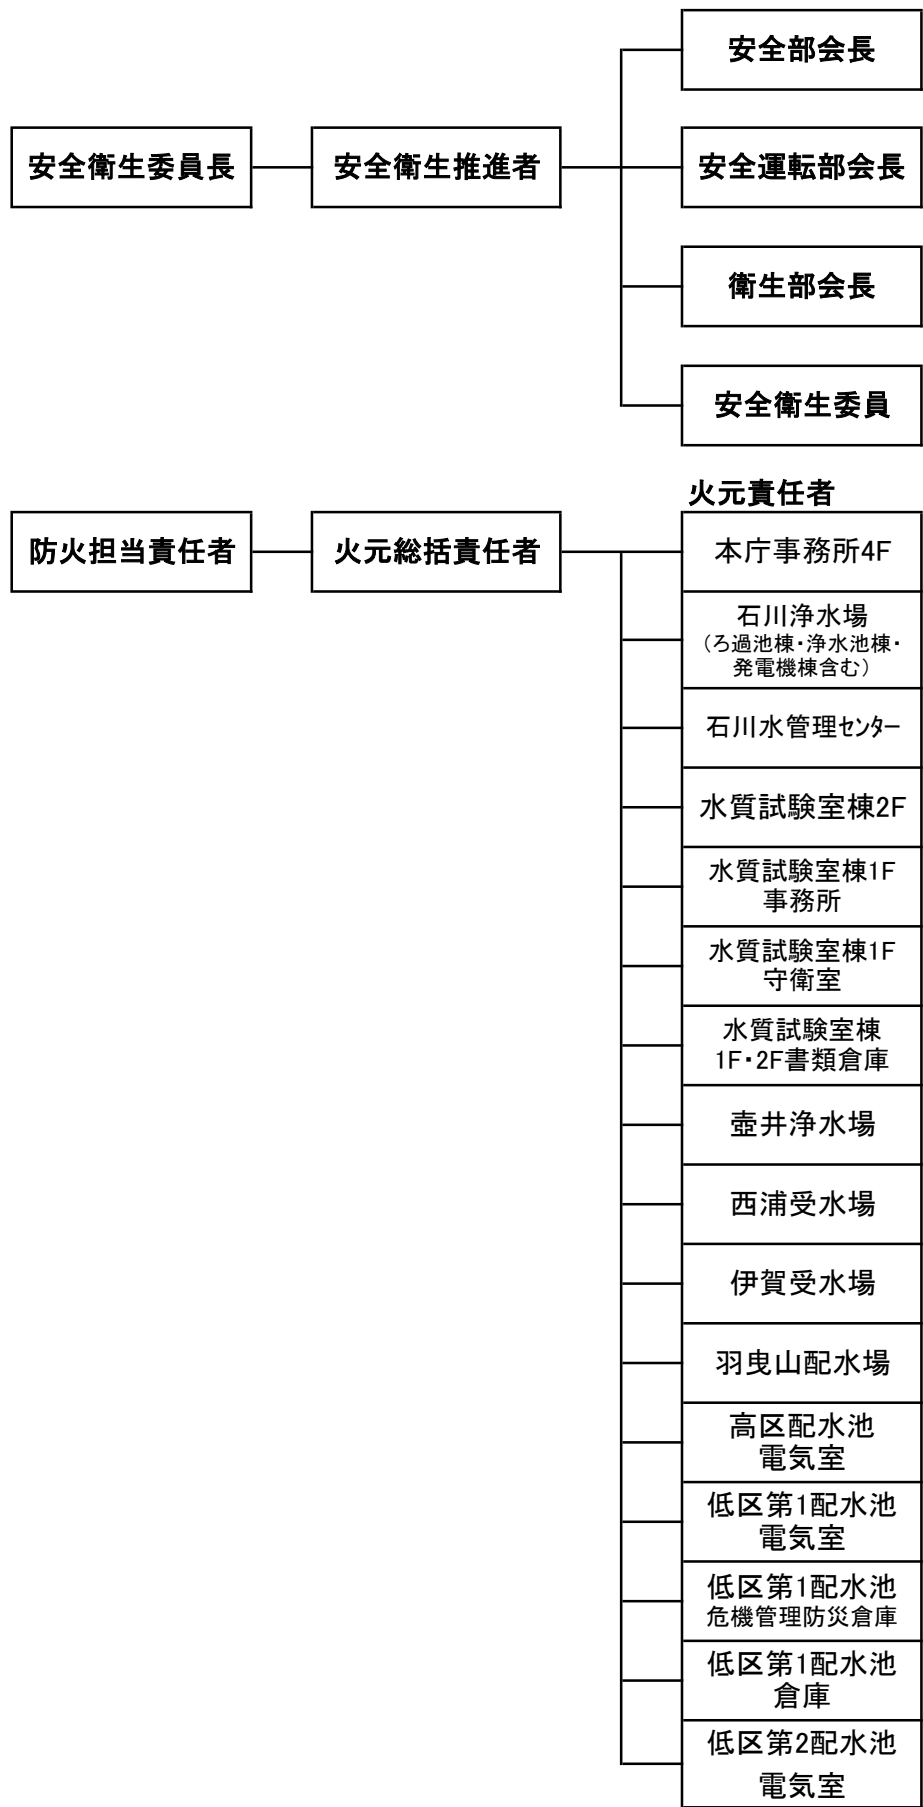 安全部会長
安全衛生委員長
安全衛生推進者
安全運転部会長
衛生部会長
安全衛生委員
火元責任者
防火担当責任者
火元総括責任者
本庁事務所4F
石川浄水場
(ろ過池棟・浄水池棟・
発電機棟含む)
石川水管理ｾﾝﾀｰ
水質試験室棟2F
水質試験室棟1F
事務所
水質試験室棟1F
守衛室
水質試験室棟
1F・2F書類倉庫
壺井浄水場
西浦受水場
伊賀受水場
羽曳山配水場
高区配水池
電気室
低区第1配水池
電気室
低区第1配水池
危機管理防災倉庫
低区第1配水池
倉庫
低区第2配水池
電気室